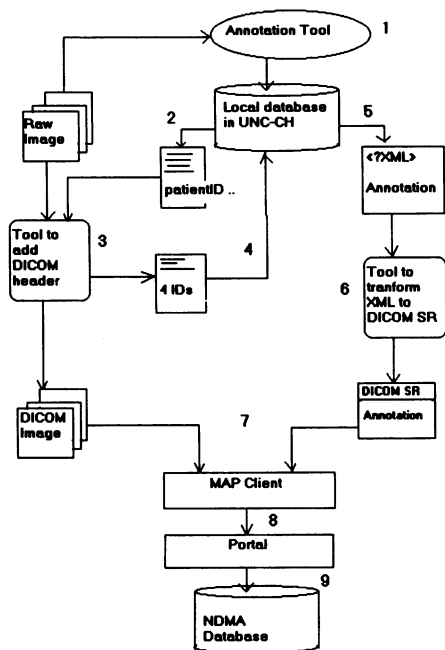 Annotation Tool
1
Local database
in UNC-CH
2
5
Raw
Image
patientID ..
<?XML>
Annotation
Tool to
add
DICOM
header
3
4
4 IDs
6
Tool to
tranform
XML to
DICOM SR
DICOM
Image
DICOM SR
Annotation
7
MAP Client
8
Portal
9
NDMA
Database